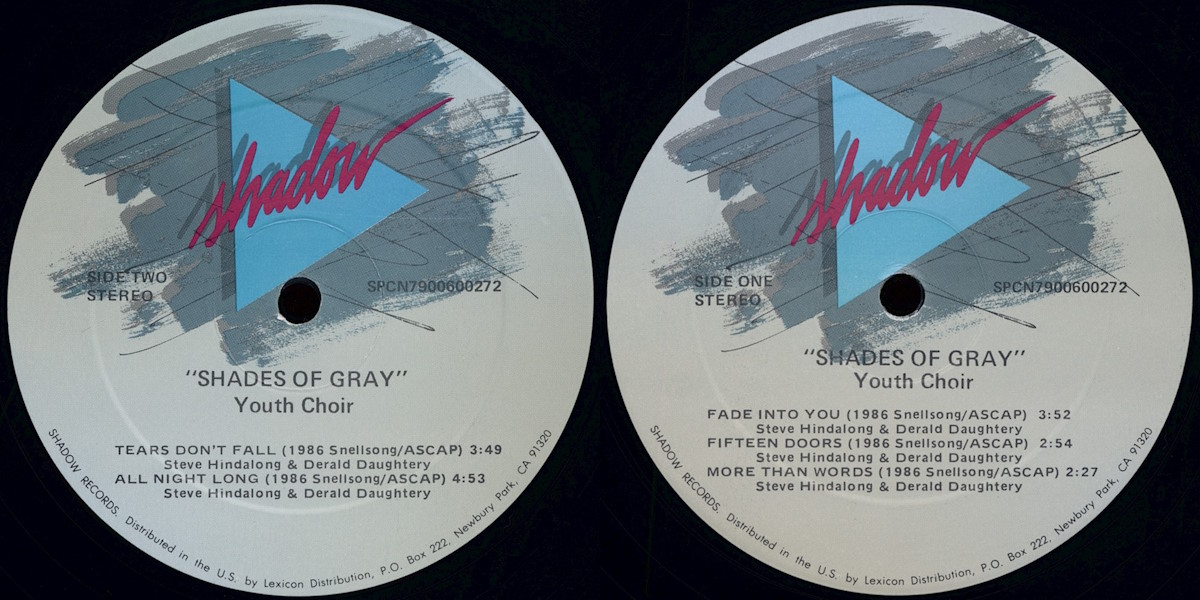 shadow
SIDE TWO
STEREO
SPCN7900600272
"SHADES OF GRAY"
Youth Choir
TEARS DON'T FALL (1986 Snellsong/ASCAP) 3:49
Steve Hindalong & Derald Daughtery
ALL NIGHT LONG (1986 Snellsong/ASCAP) 4:53
Steve Hindalong & Derald Daughtery
SHADOW RECORDS. Distributed in the U.S. by Lexicon Distribution, P.O. Box 222, Newbury Park, CA 91320
shadow
SIDE ONE
STEREO
SPCN7900600272
"SHADES OF GRAY"
Youth Choir
FADE INTO YOU (1986 Snellsong/ASCAP) 3:52
Steve Hindalong & Derald Daughtery
FIFTEEN DOORS (1986 Snellsong/ASCAP) 2:54
Steve Hindalong & Derald Daughtery
MORE THAN WORDS (1986 Snellsong/ASCAP) 2:27
Steve Hindalong & Derald Daughtery
SHADOW RECORDS. Distributed in the U.S. by Lexicon Distribution, P.O. Box 222, Newbury Park, CA 91320